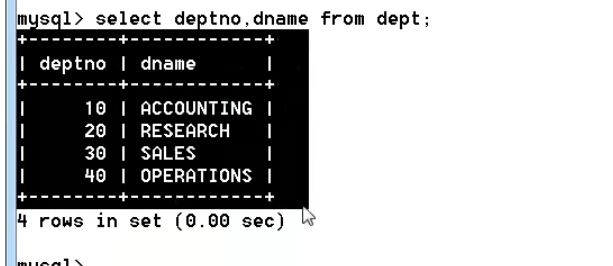 mysql> select deptno,dname from dept;
+--------+------------+
| deptno | dname      |
+--------+------------+
|     10 | ACCOUNTING |
|     20 | RESEARCH   |
|     30 | SALES      |
|     40 | OPERATIONS |
+--------+------------+
4 rows in set (0.00 sec)
mysql>